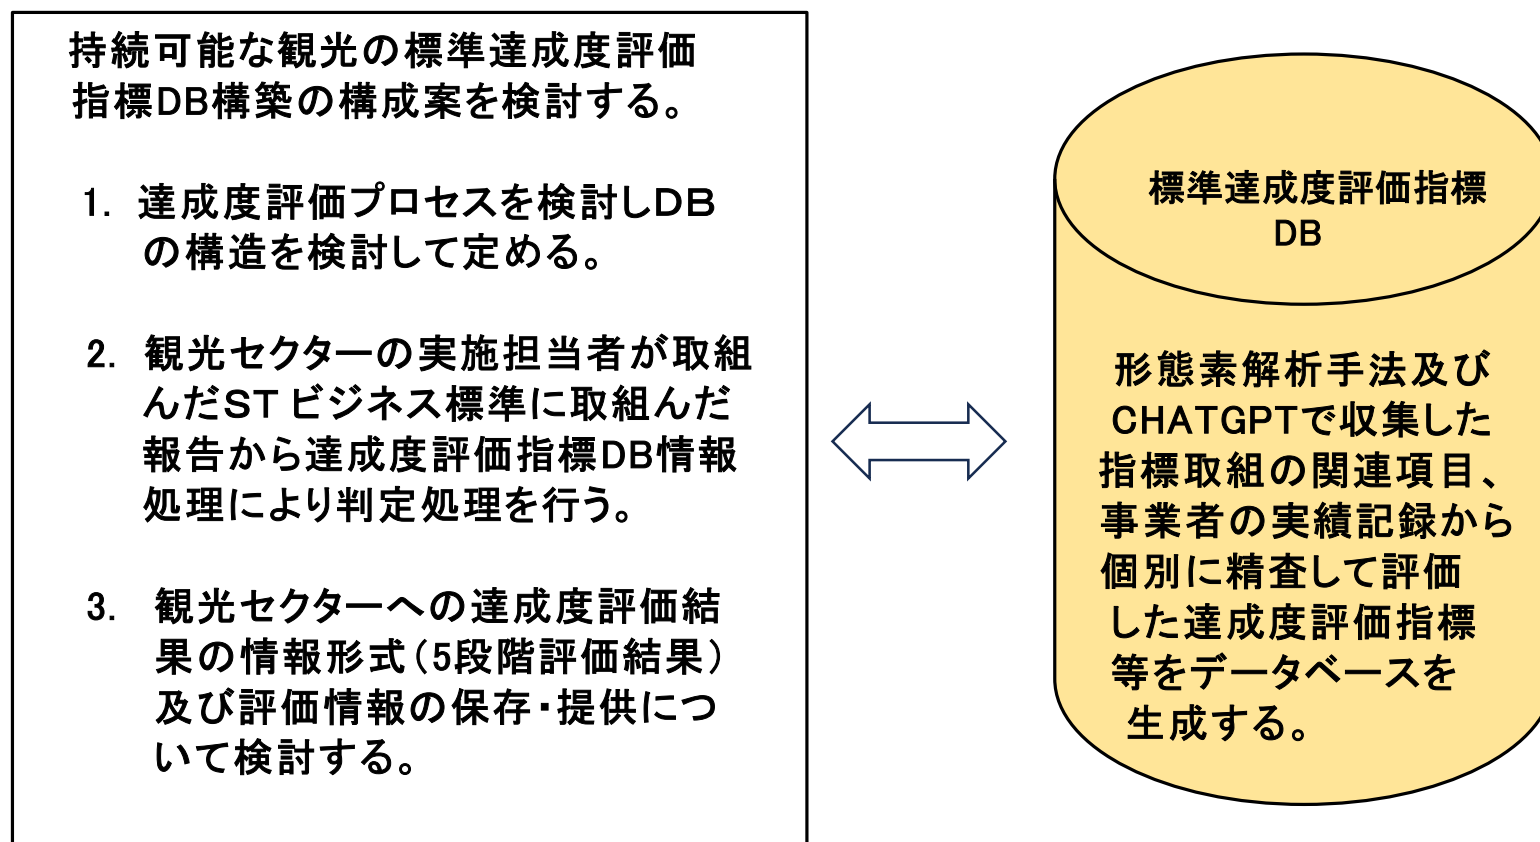 持続可能な観光の標準達成度評価
指標DB構築の構成案を検討する。
1. 達成度評価プロセスを検討しDB
の構造を検討して定める。
2. 観光セクターの実施担当者が取組
んだSTビジネス標準に取組んだ
報告から達成度評価指標DB情報
処理により判定処理を行う。
3. 観光セクターへの達成度評価結
果の情報形式(5段階評価結果)
及び評価情報の保存・提供につ
いて検討する。
標準達成度評価指標
DB
形態素解析手法及び
CHATGPTで収集した
指標取組の関連項目、
事業者の実績記録から
個別に精査して評価
した達成度評価指標
等をデータベースを
生成する。